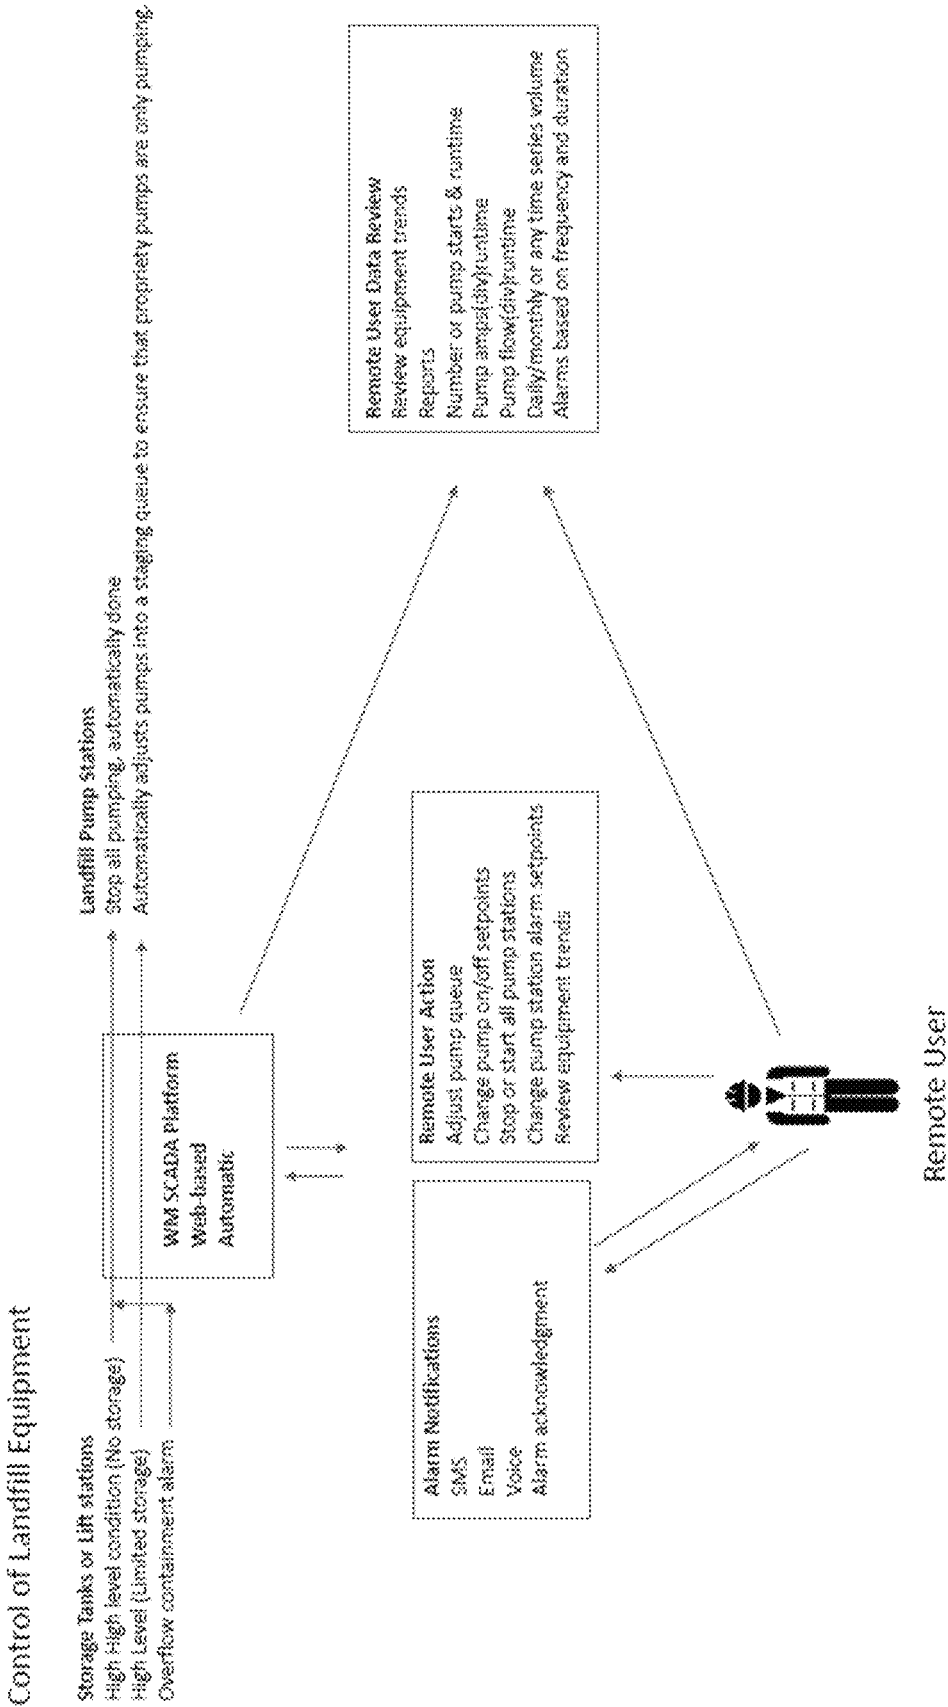 Control of Landfill Equipment
Storage Tanks or Lift stations
High High level condition (No storage)
High Level (Limited storage)
Overflow containment alarm
Landfill Pump Stations
Stop all pumping, automatically done
Automatically adjusts pumps into a staging queue to ensure that propriety pumps are only pumping.
WM SCADA Platform
Web-based
Automatic
Alarm Notifications
SMS
Email
Voice
Alarm acknowledgment
Remote User Action
Adjust pump queue
Change pump on/off setpoints
Stop or start all pump stations
Change pump station alarm setpoints
Review equipment trends
Remote User Data Review
Review equipment trends
Reports
Number or pump starts & runtime
Pump amps(div)runtime
Pump flow(div)runtime
Daily/monthly or any time series volume
Alarms based on frequency and duration
Remote User